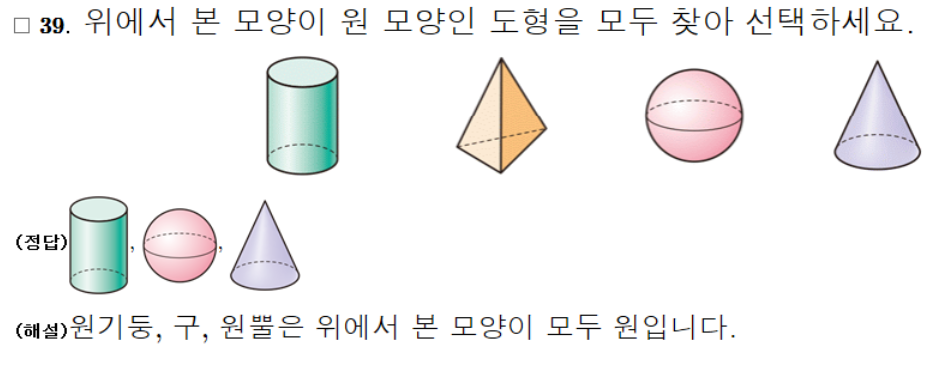 □ 39. 위에서 본 모양이 원 모양인 도형을 모두 찾아 선택하세요.
(정답) , ,
(해설)원기둥, 구, 원뿔은 위에서 본 모양이 모두 원입니다.